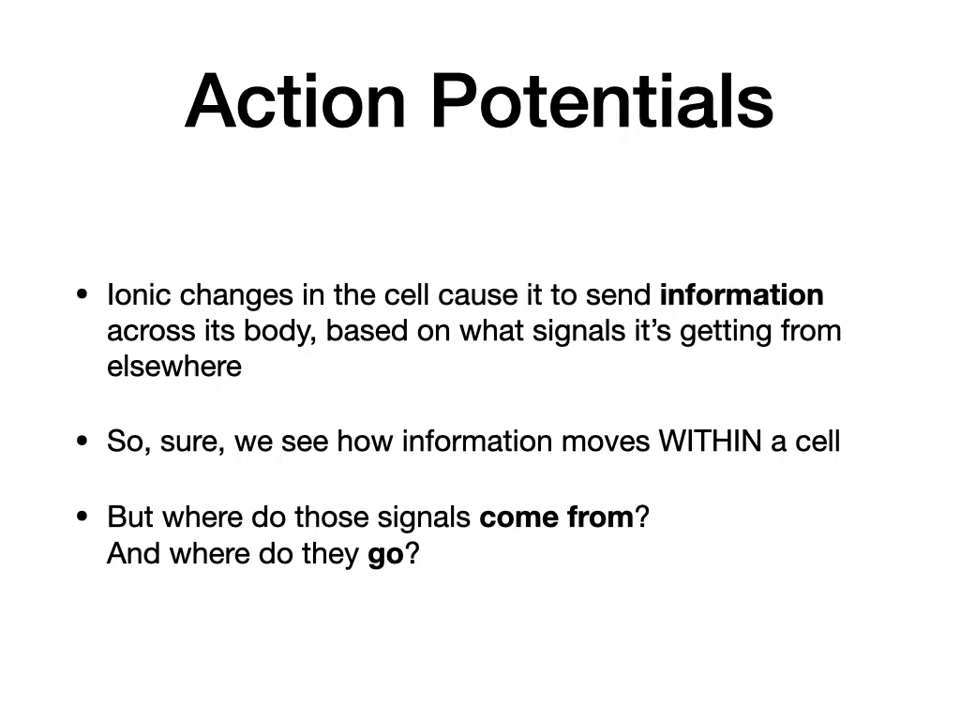 Action Potentials
• Ionic changes in the cell cause it to send information
across its body, based on what signals it’s getting from
elsewhere
• So, sure, we see how information moves WITHIN a cell
• But where do those signals come from?
And where do they go?